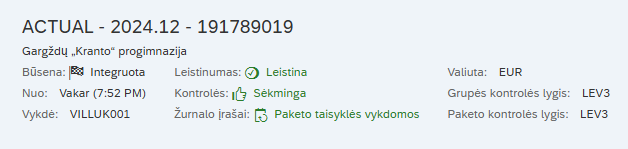 ACTUAL - 2024.12 - 191789019
Gargždų „Kranto“ progimnazija
Būsena: Integruota Leistinumas: Leistina Valiuta: EUR
Nuo: Vakar (7:52 PM) Kontrolės: Sėkminga Grupės kontrolės lygis: LEV3
Vykdė: VILLUK001 Žurnalo įrašai: Paketo taisyklės vykdomos Paketo kontrolės lygis: LEV3